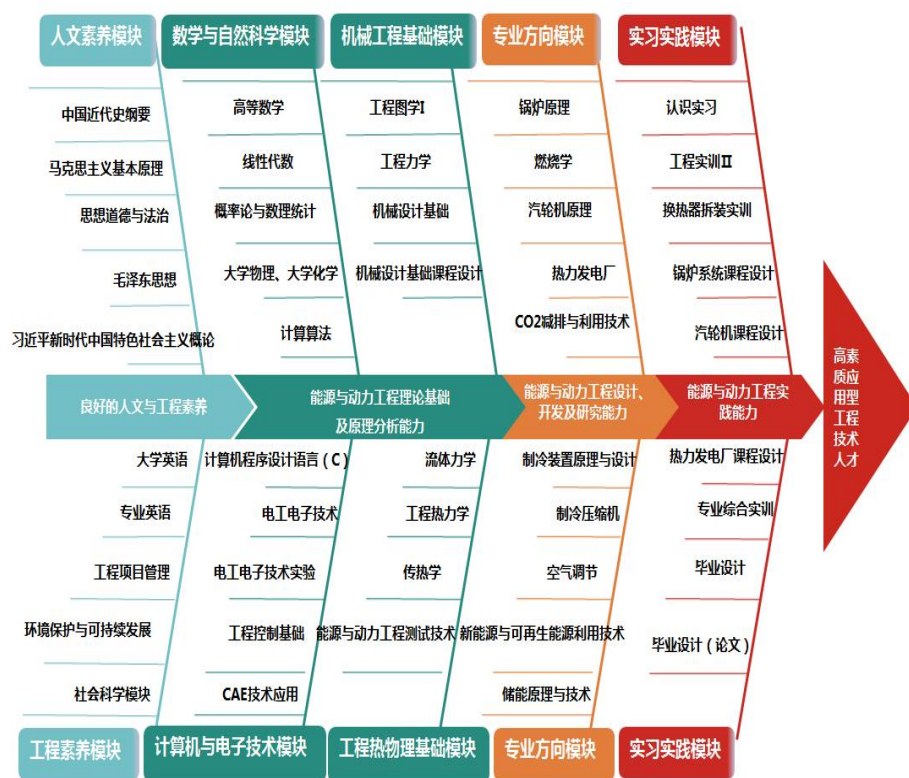 人文素养模块
数学与自然科学模块
机械工程基础模块
专业方向模块
实习实践模块
中国近代史纲要
马克思主义基本原理
思想道德与法治
毛泽东思想
习近平新时代中国特色社会主义概论
高等数学
线性代数
概率论与数理统计
大学物理、大学化学
计算算法
工程图学I
工程力学
机械设计基础
机械设计基础课程设计
锅炉原理
燃烧学
汽轮机原理
热力发电厂
CO2减排与利用技术
认识实习
工程实训II
换热器拆装实训
锅炉系统课程设计
汽轮机课程设计
良好的人文与工程素养
能源与动力工程理论基础
及原理分析能力
能源与动力工程设计、
开发及研究能力
能源与动力工程实
践能力
高素
质应
用型
工程
技术
人才
大学英语
专业英语
工程项目管理
环境保护与可持续发展
社会科学模块
计算机程序设计语言（C）
电工电子技术
电工电子技术实验
工程控制基础
CAE技术应用
流体力学
工程热力学
传热学
能源与动力工程测试技术
制冷装置原理与设计
制冷压缩机
空气调节
新能源与可再生能源利用技术
储能原理与技术
热力发电厂课程设计
专业综合实训
毕业设计
毕业设计（论文）
工程素养模块
计算机与电子技术模块
工程热物理基础模块
专业方向模块
实习实践模块